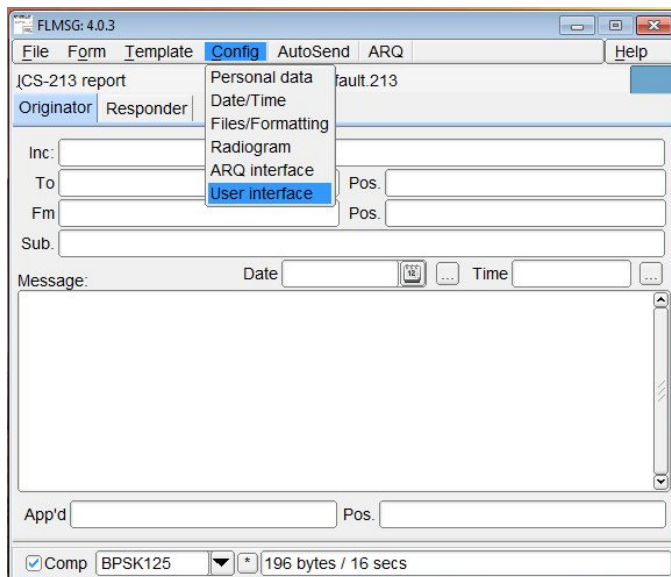 FLMSG: 4.0.3
File Form Template Config AutoSend ARQ Help
ICS-213 report fault.213
Personal data
Date/Time
Files/Formatting
Radiogram
ARQ interface
User interface
Originator Responder
Inc:
To Pos.
Fm Pos.
Sub.
Message: Date 12 ... Time ...
App'd Pos.
Comp BPSK125 * 196 bytes / 16 secs